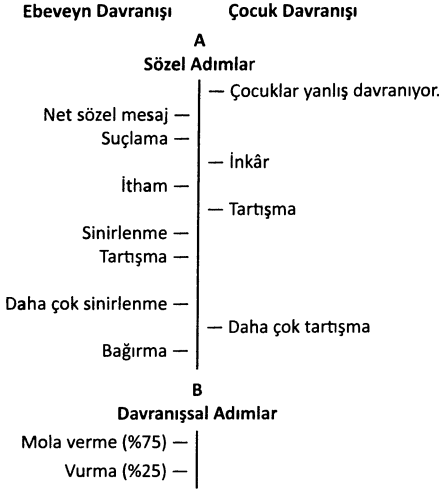 Ebeveyn Davranışı Çocuk Davranışı
A
Sözel Adımlar
— Çocuklar yanlış davranıyor.
Net sözel mesaj —
Suçlama —
— İnkâr
İtham —
— Tartışma
Sinirlenme —
Tartışma —
Daha çok sinirlenme —
— Daha çok tartışma
Bağırma —
B
Davranışsal Adımlar
Mola verme (%75) —
Vurma (%25) —